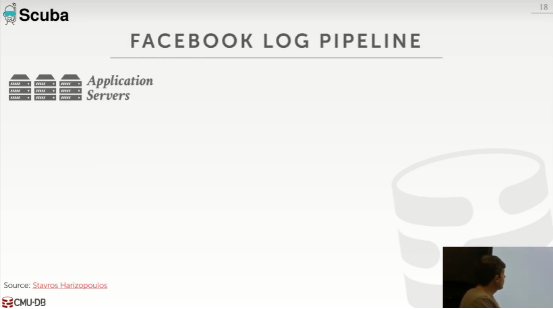 Scuba
18
FACEBOOK LOG PIPELINE
Application
Servers
Source: Stavros Harizopoulos
CMU-DB